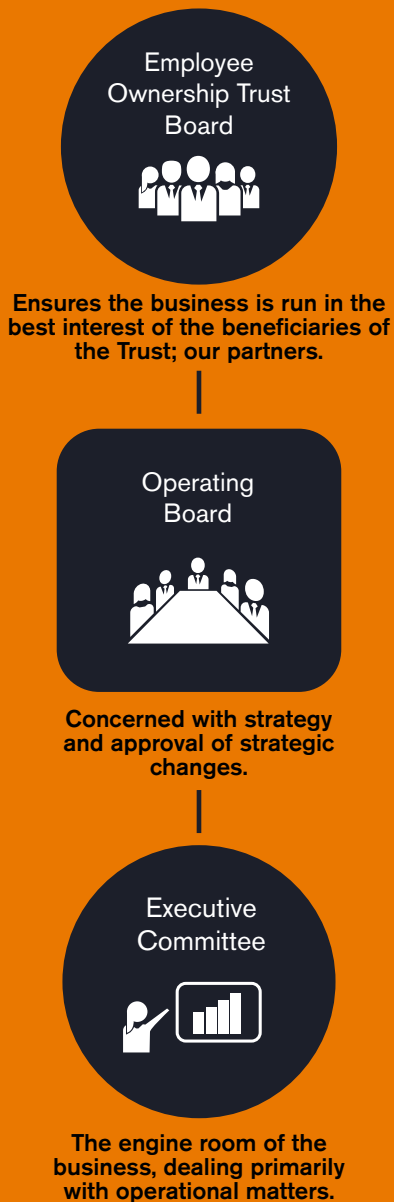 Employee
Ownership Trust
Board
Ensures the business is run in the
best interest of the beneficiaries of
the Trust; our partners.
Operating
Board
Concerned with strategy
and approval of strategic
changes.
Executive
Committee
The engine room of the
business, dealing primarily
with operational matters.